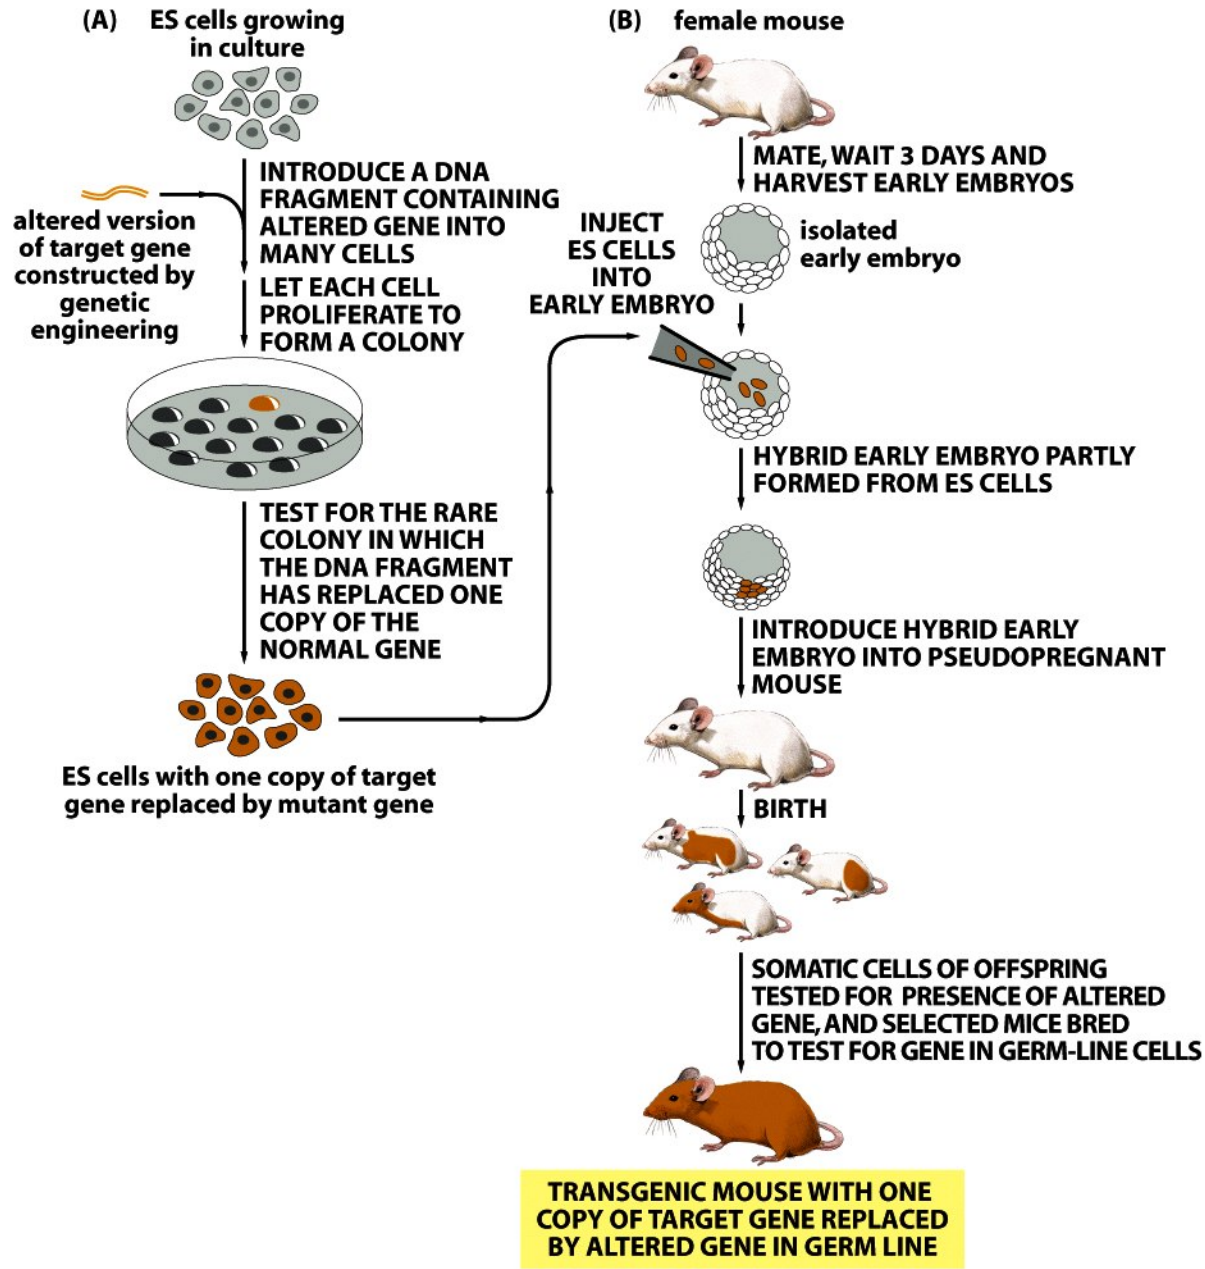 (A) ES cells growing
in culture
INTRODUCE A DNA
FRAGMENT CONTAINING
ALTERED GENE INTO
MANY CELLS
altered version
of target gene
constructed by
genetic
engineering
LET EACH CELL
PROLIFERATE TO
FORM A COLONY
TEST FOR THE RARE
COLONY IN WHICH
THE DNA FRAGMENT
HAS REPLACED ONE
COPY OF THE
NORMAL GENE
ES cells with one copy of target
gene replaced by mutant gene
(B) female mouse
MATE, WAIT 3 DAYS AND
HARVEST EARLY EMBRYOS
isolated
early embryo
INJECT
ES CELLS
INTO
EARLY EMBRYO
HYBRID EARLY EMBRYO PARTLY
FORMED FROM ES CELLS
INTRODUCE HYBRID EARLY
EMBRYO INTO PSEUDOPREGNANT
MOUSE
BIRTH
SOMATIC CELLS OF OFFSPRING
TESTED FOR PRESENCE OF ALTERED
GENE, AND SELECTED MICE BRED
TO TEST FOR GENE IN GERM-LINE CELLS
TRANSGENIC MOUSE WITH ONE
COPY OF TARGET GENE REPLACED
BY ALTERED GENE IN GERM LINE